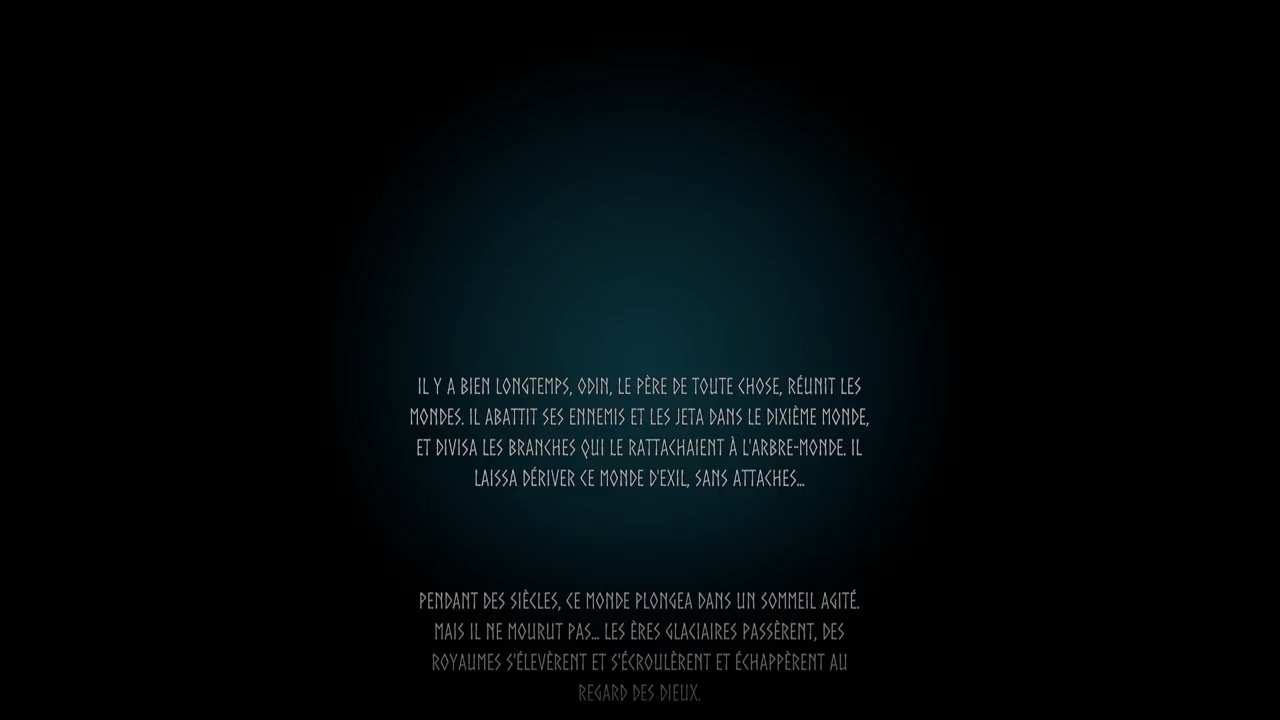 IL Y A BIEN LONGTEMPS, ODIN, LE PÈRE DE TOUTE CHOSE, RÉUNIT LES
MONDES. IL ABATTIT SES ENNEMIS ET LES JETA DANS LE DIXIÈME MONDE,
ET DIVISA LES BRANCHES QUI LE RATTACHAIENT À L'ARBRE-MONDE. IL
LAISSA DÉRIVER CE MONDE D'EXIL, SANS ATTACHES...
PENDANT DES SIÈCLES, CE MONDE PLONGEA DANS UN SOMMEIL AGITÉ.
MAIS IL NE MOURUT PAS... LES ÈRES GLACIAIRES PASSÈRENT, DES
ROYAUMES S'ÉLEVÈRENT ET S'ÉCROULÈRENT ET ÉCHAPPÈRENT AU
REGARD DES DIEUX.